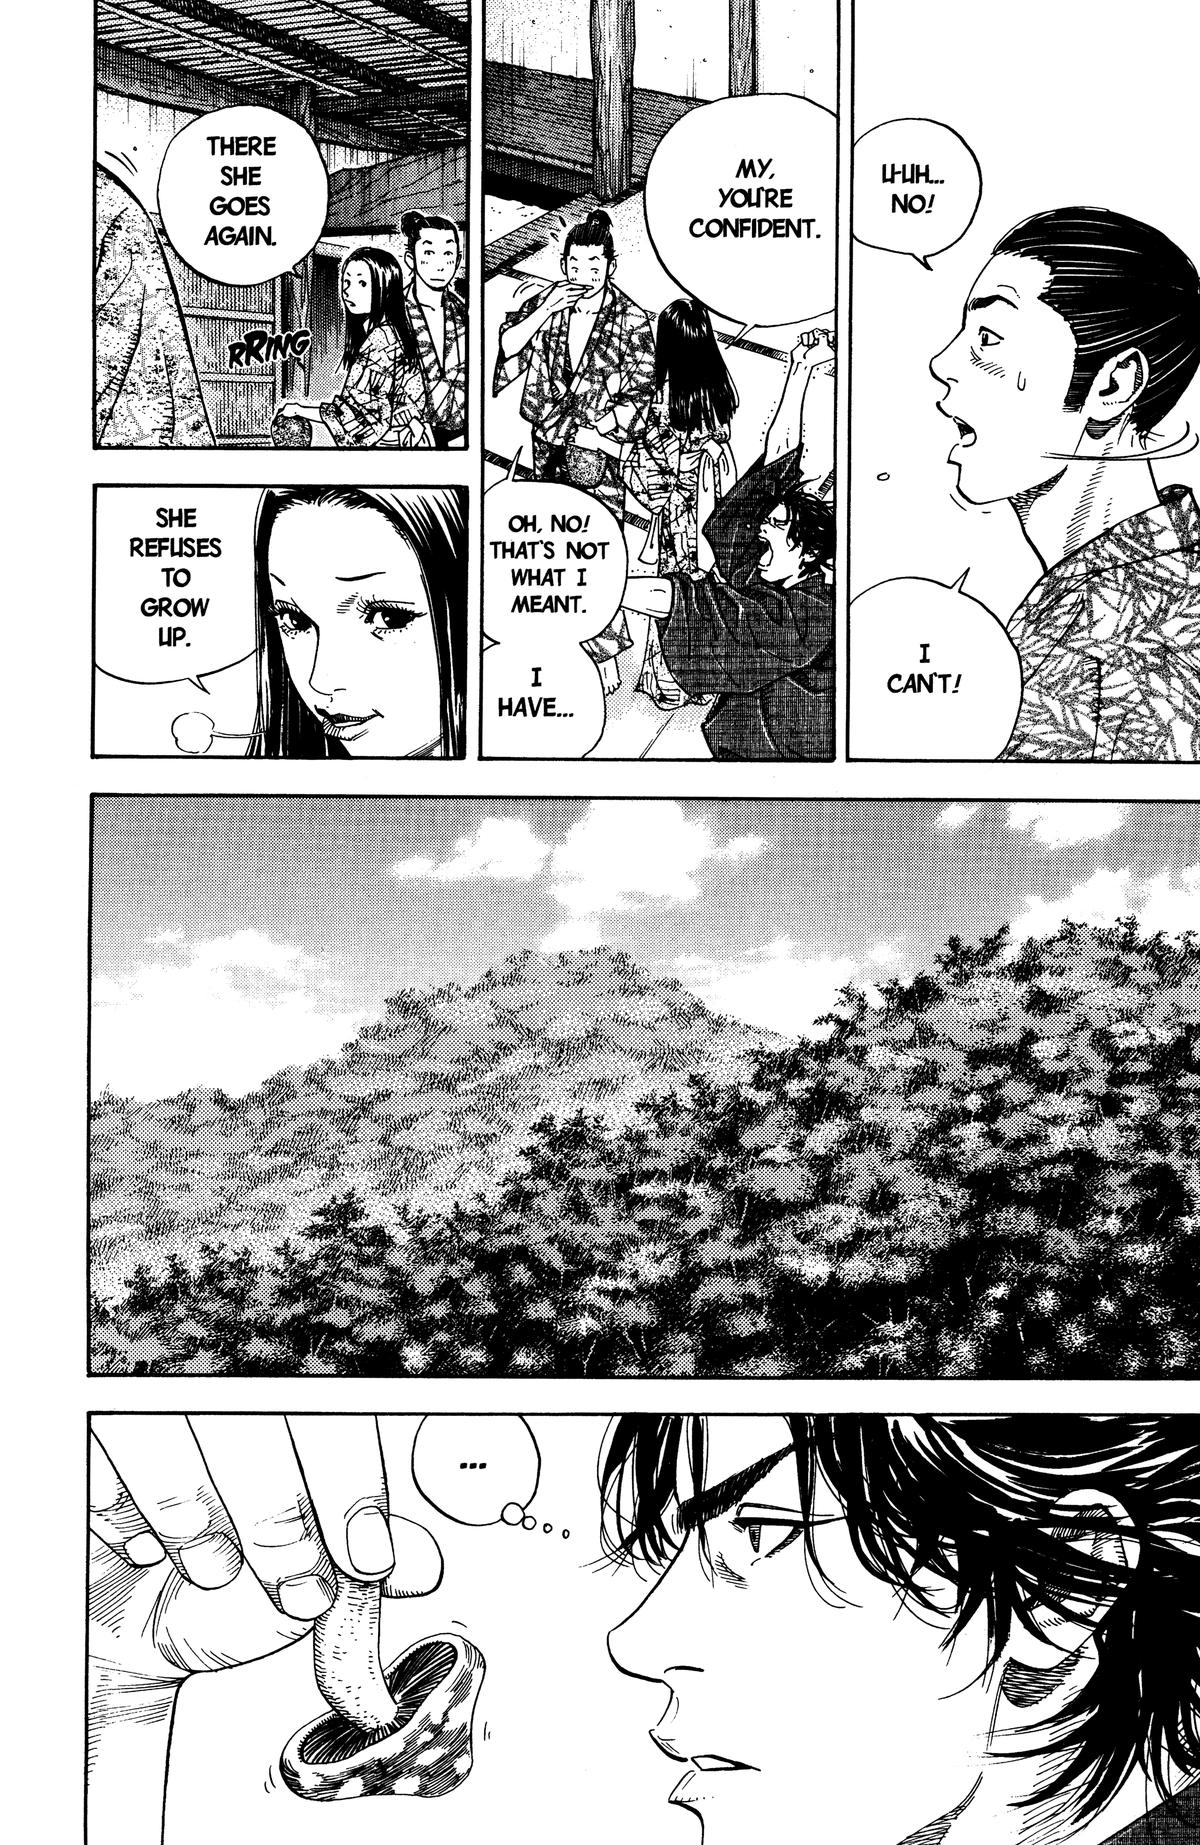 U-UH...
NO!
I
CAN'T!
MY,
YOU'RE
CONFIDENT.
OH, NO!
THAT'S NOT
WHAT I
MEANT.
I
HAVE...
THERE
SHE
GOES
AGAIN.
RRING
SHE
REFUSES
TO
GROW
UP.
...